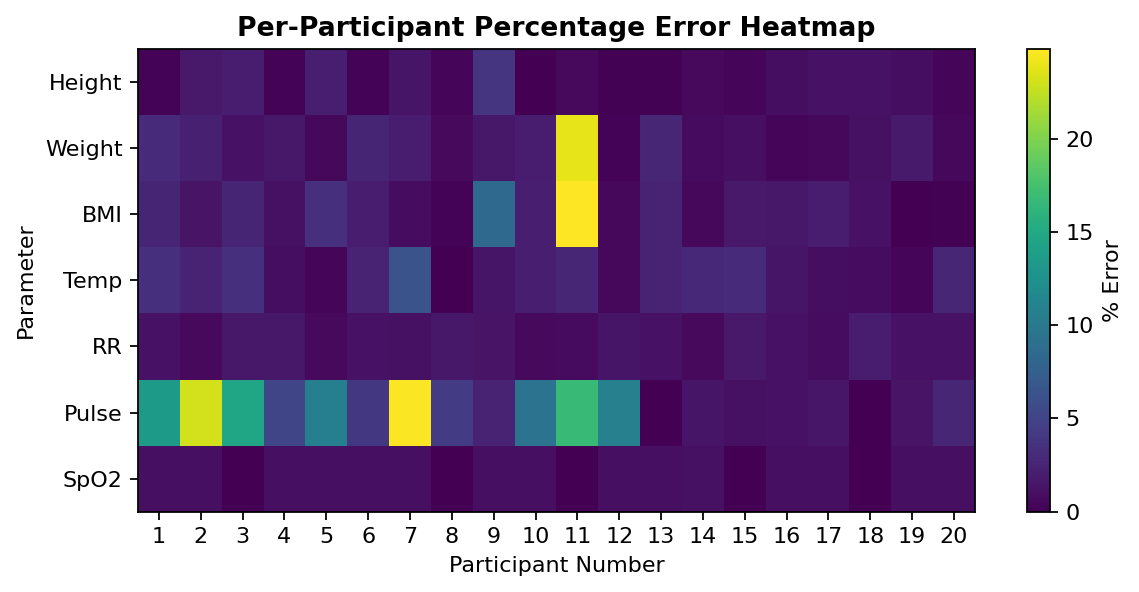 Per-Participant Percentage Error Heatmap
Parameter
Height
Weight
BMI
Temp
RR
Pulse
SpO2
1 2 3 4 5 6 7 8 9 10 11 12 13 14 15 16 17 18 19 20
Participant Number
20
15
10
5
0
% Error